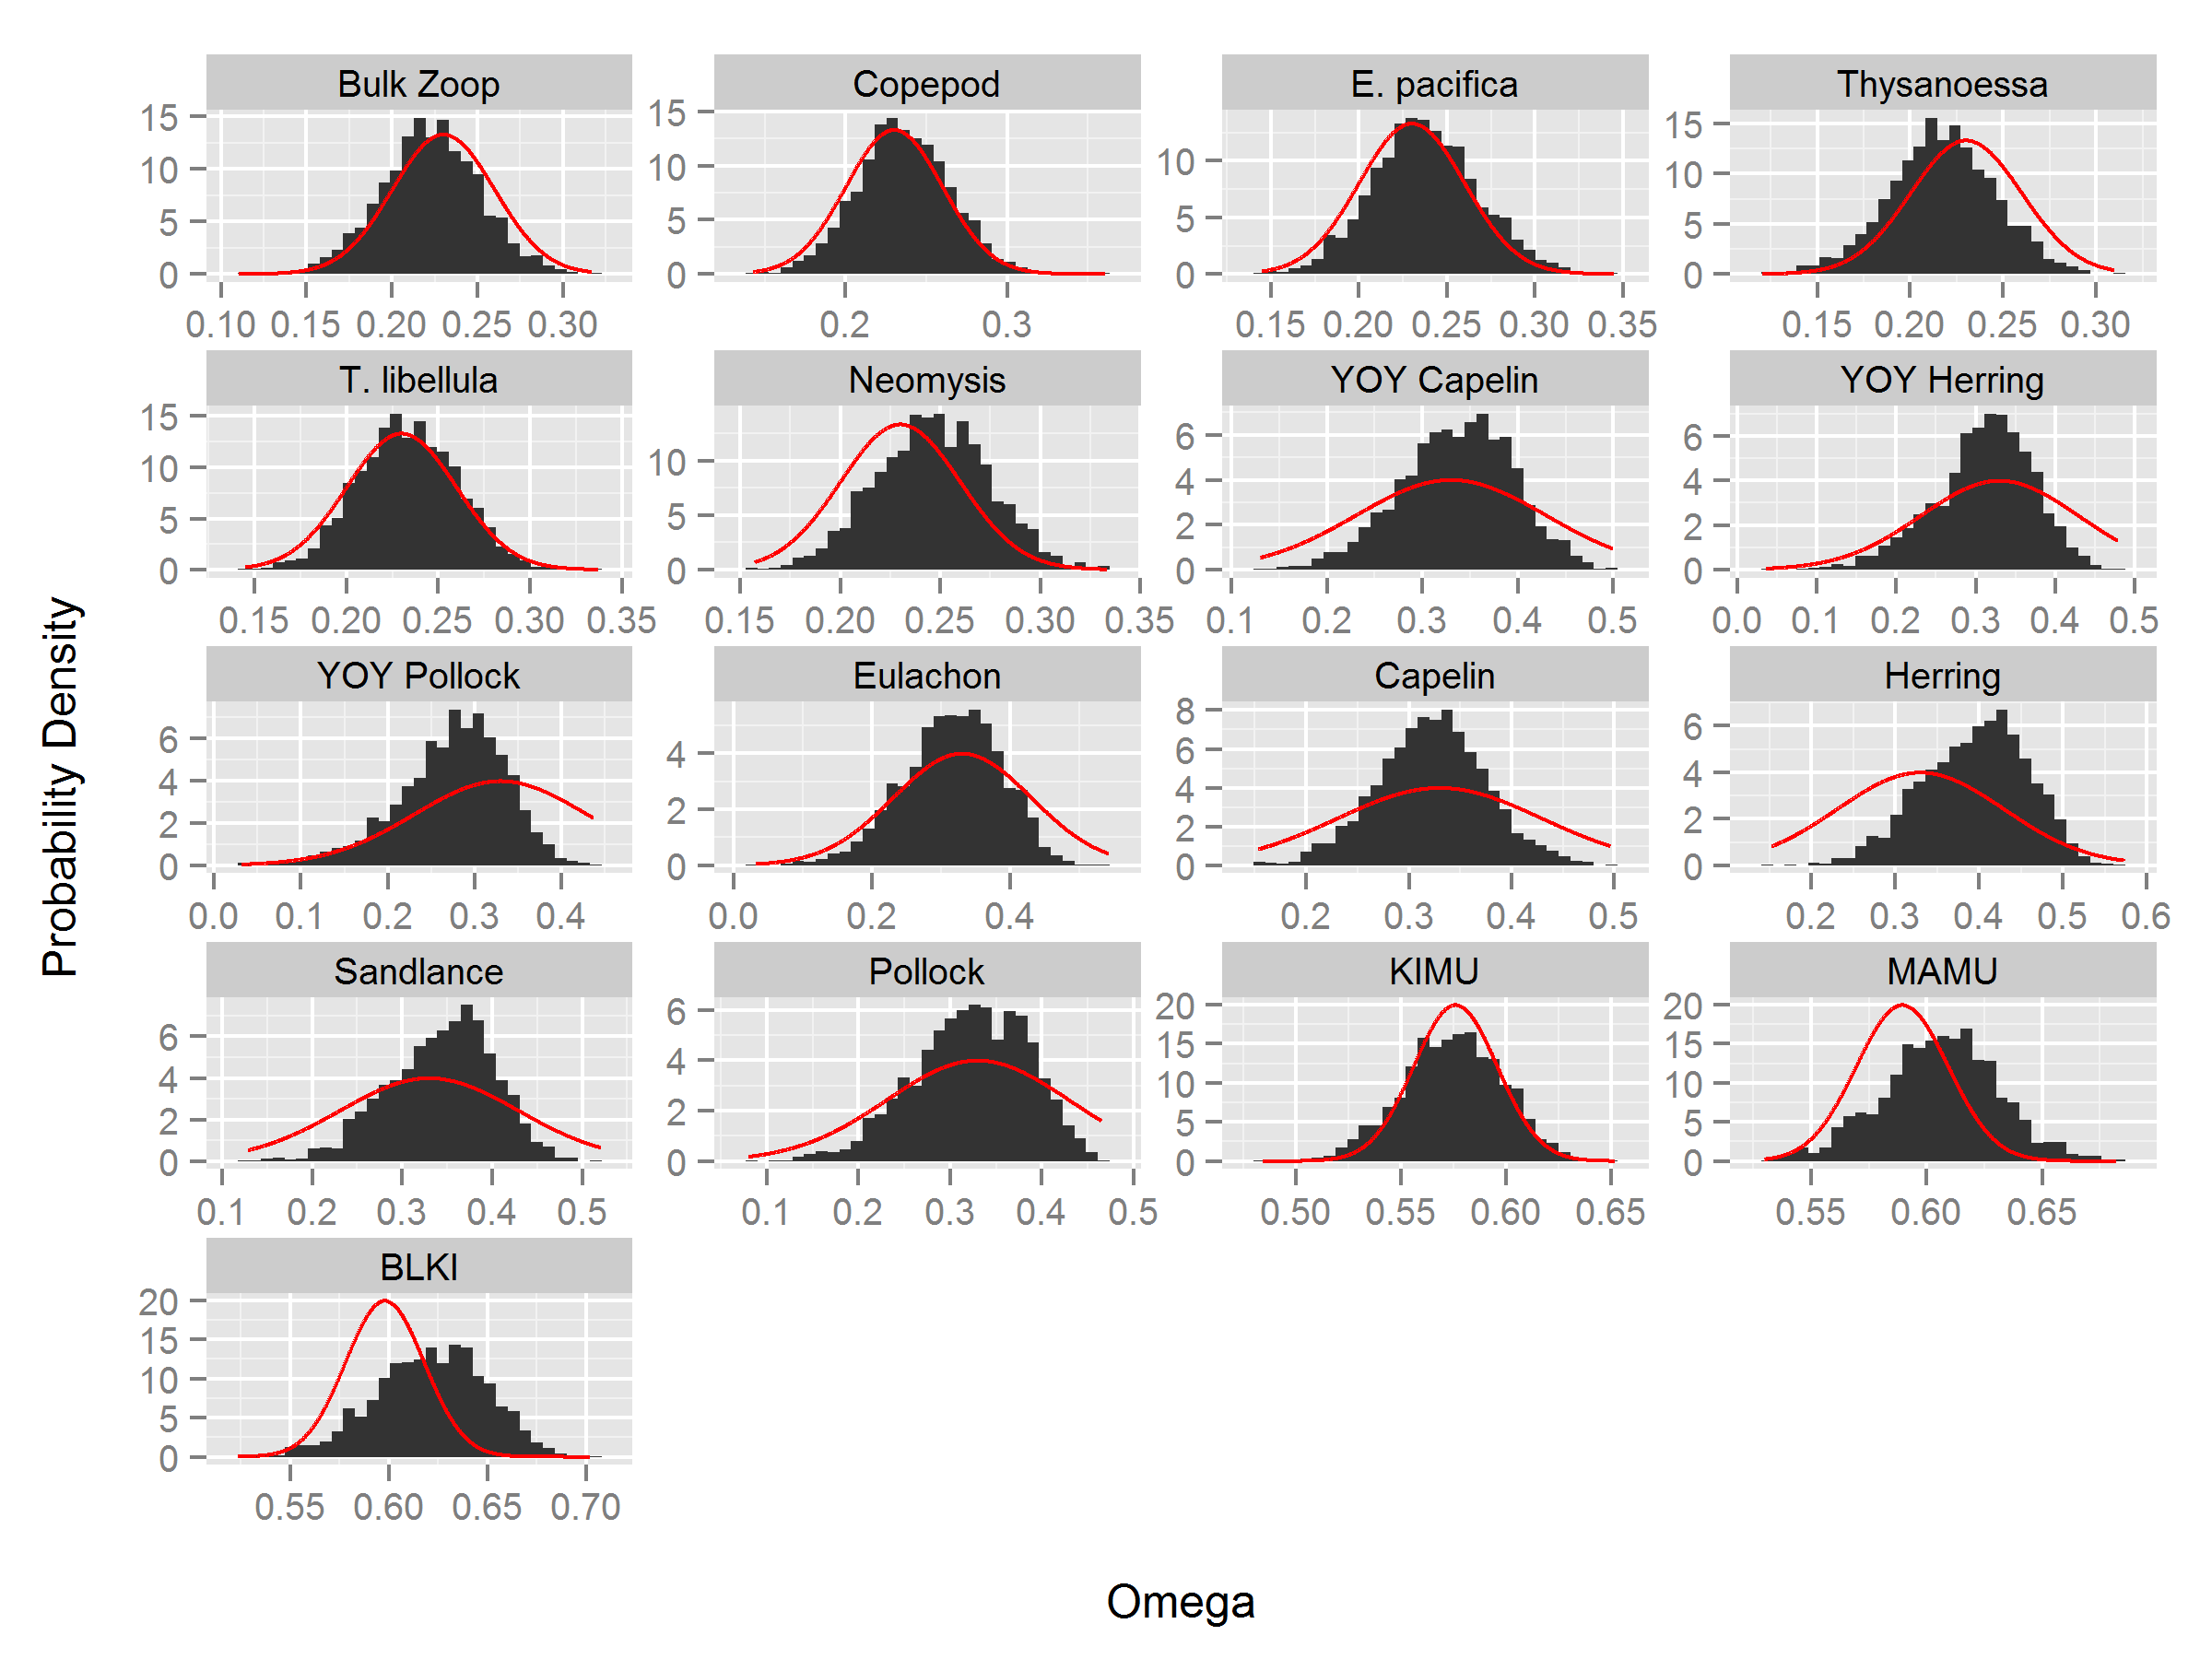 Bulk Zoop Copepod E. pacifica Thysanoessa
15 10 5 0
15 10 5 0
10 5 0
15 10 5 0
0.10 0.15 0.20 0.25 0.30
0.2 0.3
0.15 0.20 0.25 0.30 0.35
0.15 0.20 0.25 0.30
T. libellula Neomysis YOY Capelin YOY Herring
15 10 5 0
10 5 0
6 4 2 0
6 4 2 0
0.15 0.20 0.25 0.30 0.35
0.15 0.20 0.25 0.30 0.35
0.1 0.2 0.3 0.4 0.5
0.0 0.1 0.2 0.3 0.4 0.5
Probability Density
YOY Pollock Eulachon Capelin Herring
6 4 2 0
4 2 0
8 6 4 2 0
6 4 2 0
0.0 0.1 0.2 0.3 0.4
0.0 0.2 0.4
0.2 0.3 0.4 0.5
0.2 0.3 0.4 0.5 0.6
Sandlance Pollock KIMU MAMU
6 4 2 0
6 4 2 0
20 15 10 5 0
20 15 10 5 0
0.1 0.2 0.3 0.4 0.5
0.1 0.2 0.3 0.4 0.5
0.50 0.55 0.60 0.65
0.55 0.60 0.65
BLKI
20 15 10 5 0
0.55 0.60 0.65 0.70
Omega